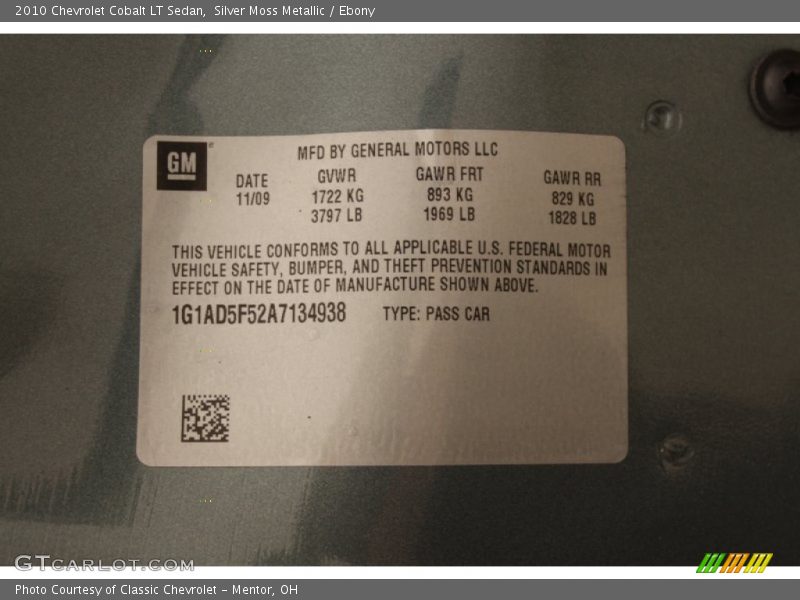 2010 Chevrolet Cobalt LT Sedan, Silver Moss Metallic / Ebony
GM
MFD BY GENERAL MOTORS LLC
DATE GVWR GAWR FRT GAWR RR
11/09 1722 KG 893 KG 829 KG
3797 LB 1969 LB 1828 LB
THIS VEHICLE CONFORMS TO ALL APPLICABLE U.S. FEDERAL MOTOR
VEHICLE SAFETY, BUMPER, AND THEFT PREVENTION STANDARDS IN
EFFECT ON THE DATE OF MANUFACTURE SHOWN ABOVE.
1G1AD5F52A7134938 TYPE: PASS CAR
GTCARLOT.COM
Photo Courtesy of Classic Chevrolet - Mentor, OH